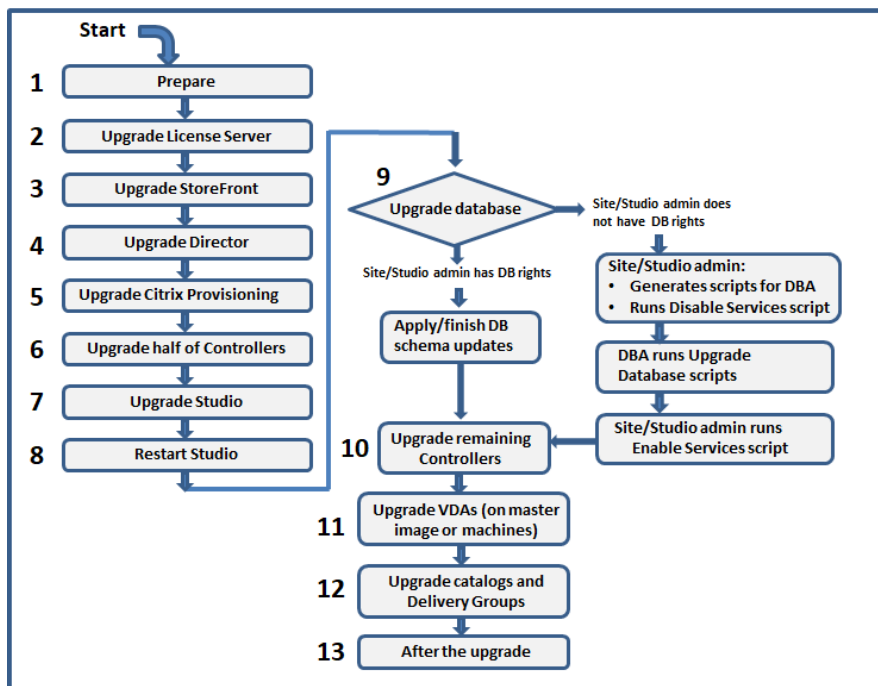 Start
1
Prepare
2
Upgrade License Server
3
Upgrade StoreFront
4
Upgrade Director
5
Upgrade Citrix Provisioning
6
Upgrade half of Controllers
7
Upgrade Studio
8
Restart Studio
9
Upgrade database
Site/Studio admin does
not have DB rights
Site/Studio admin has DB rights
Site/Studio admin:
• Generates scripts for DBA
• Runs Disable Services script
Apply/finish DB
schema updates
DBA runs Upgrade
Database scripts
Site/Studio admin runs
Enable Services script
10
Upgrade remaining
Controllers
11
Upgrade VDAs (on master
image or machines)
12
Upgrade catalogs and
Delivery Groups
13
After the upgrade